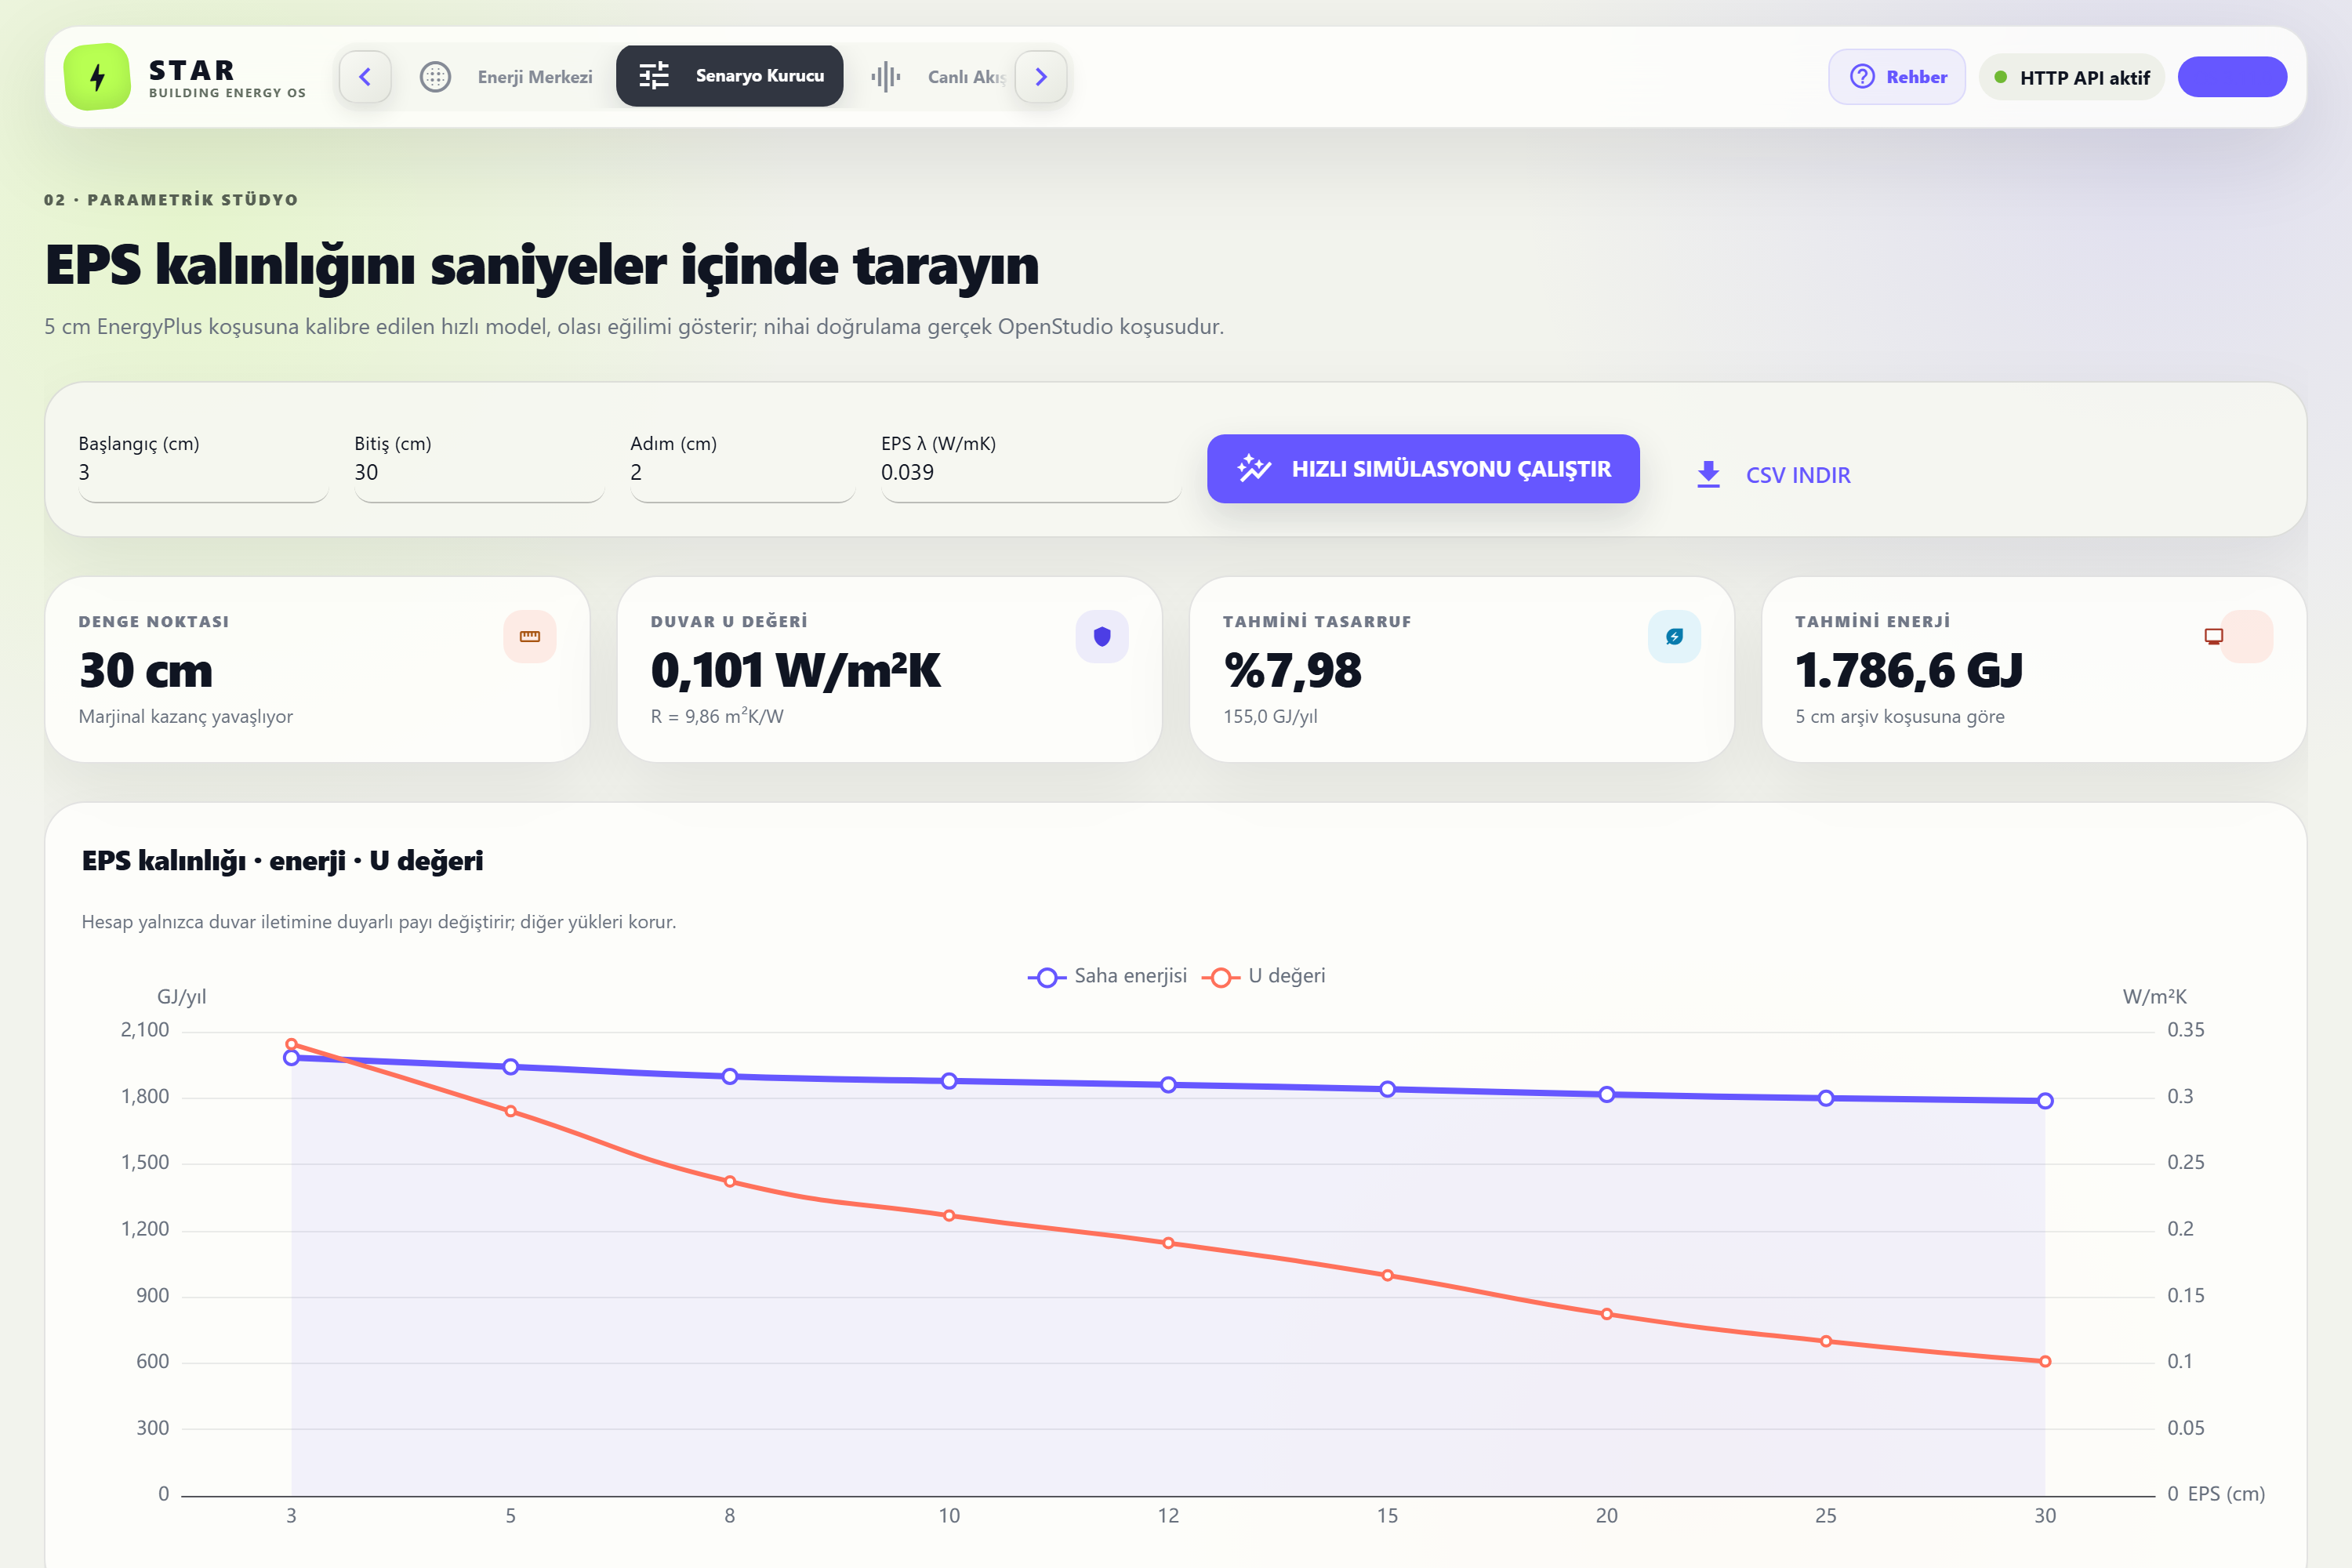 STAR
BUILDING ENERGY OS
Enerji Merkezi
Senaryo Kurucu
Canlı Akış
Rehber
HTTP API aktif
02 · PARAMETRİK STÜDYO
EPS kalınlığını saniyeler içinde tarayın
5 cm EnergyPlus koşusuna kalibre edilen hızlı model, olası eğilimi gösterir; nihai doğrulama gerçek OpenStudio koşusudur.
Başlangıç (cm)
3
Bitiş (cm)
30
Adım (cm)
2
EPS λ (W/mK)
0.039
HIZLI SIMÜLASYONU ÇALIŞTIR
CSV INDIR
DENGE NOKTASI
30 cm
Marjinal kazanç yavaşlıyor
DUVAR U DEĞERİ
0,101 W/m²K
R = 9,86 m²K/W
TAHMİNİ TASARRUF
%7,98
155,0 GJ/yıl
TAHMİNİ ENERJİ
1.786,6 GJ
5 cm arşiv koşusuna göre
EPS kalınlığı · enerji · U değeri
Hesap yalnızca duvar iletimine duyarlı payı değiştirir; diğer yükleri korur.
Saha enerjisi U değeri
GJ/yıl W/m²K
2,100 0.35
1,800 0.3
1,500 0.25
1,200 0.2
900 0.15
600 0.1
300 0.05
0 0 EPS (cm)
3 5 8 10 12 15 20 25 30